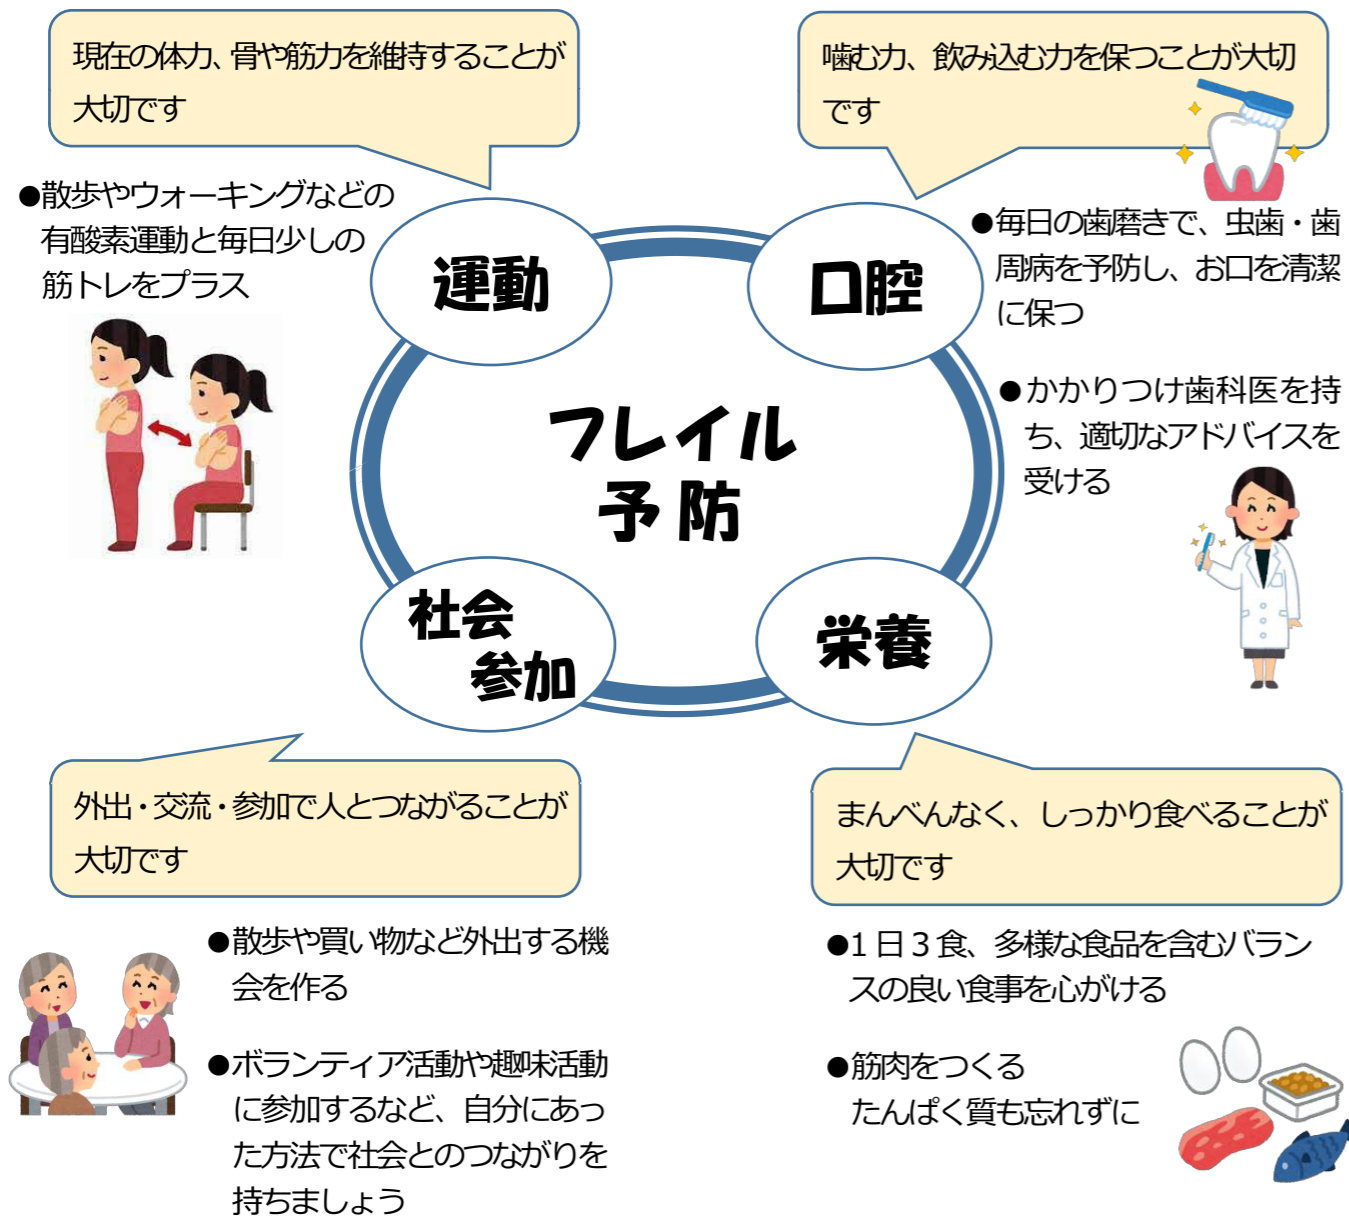 現在の体力、骨や筋力を維持することが
大切です
噛む力、飲み込む力を保つことが大切
です
●散歩やウォーキングなどの
有酸素運動と毎日少しの
筋トレをプラス
運動
口腔
●毎日の歯磨きで、虫歯・歯
周病を予防し、お口を清潔
に保つ
●かかりつけ歯科医を持
ち、適切なアドバイスを
受ける
フレイル
予防
社会
参加
栄養
外出・交流・参加で人とつながることが
大切です
まんべんなく、しっかり食べることが
大切です
●散歩や買い物など外出する機
会を作る
●ボランティア活動や趣味活動
に参加するなど、自分にあっ
た方法で社会とのつながりを
持ちましょう
●1日3食、多様な食品を含むバラン
スの良い食事を心がける
●筋肉をつくる
たんぱく質も忘れずに